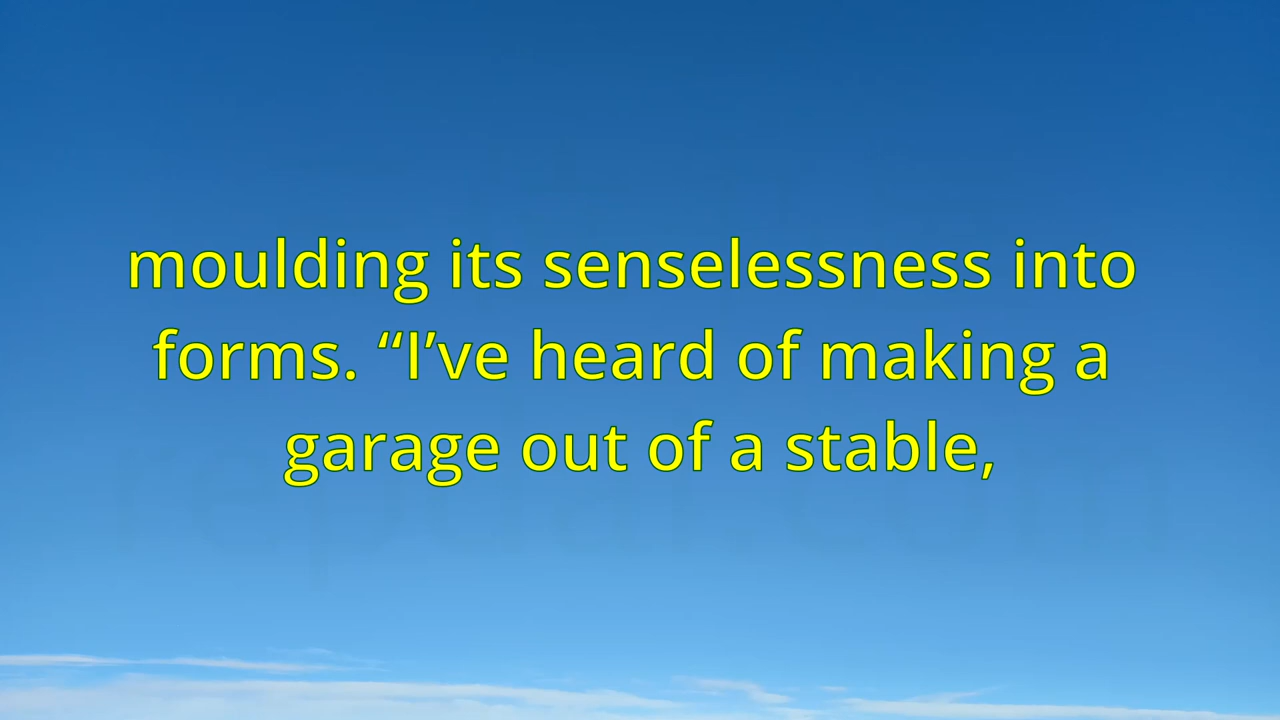 moulding its senselessness into
forms. “I’ve heard of making a
garage out of a stable,